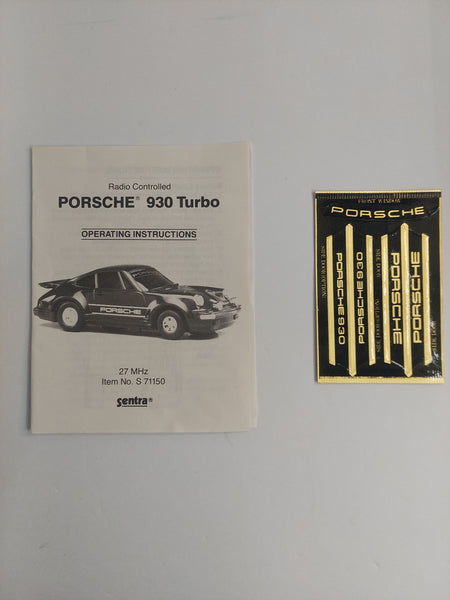 Radio Controlled
PORSCHE® 930 Turbo
OPERATING INSTRUCTIONS
PORSCHE
27 MHz
Item No. S 71150
sentra®
FRONT WINDOW
PORSCHE
PORSCHE 930
PORSCHE 930
PORSCHE
PORSCHE